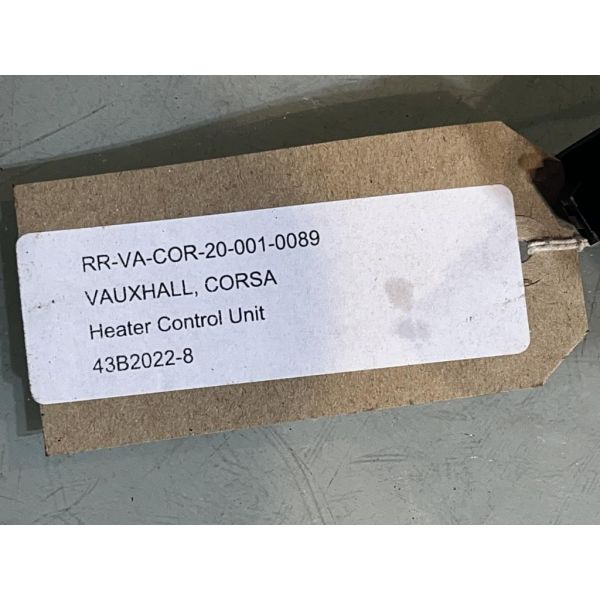 RR-VA-COR-20-001-0089
VAUXHALL, CORSA
Heater Control Unit
43B2022-8